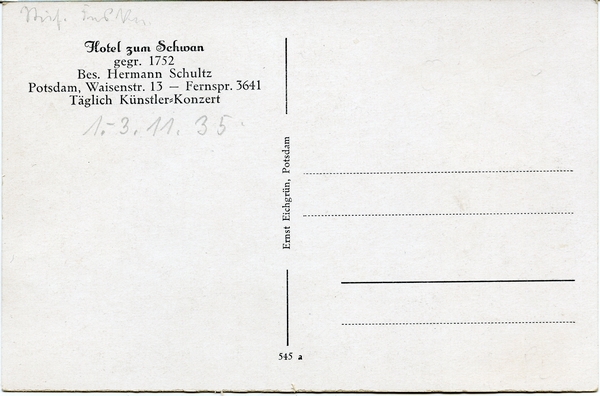 Hotel zum Schwan
gegr. 1752
Bes. Hermann Schultz
Potsdam, Waisenstr. 13 — Fernspr. 3641
Täglich Künstler-Konzert
1.-3. 11. 35.
Ernst Eichgrün, Potsdam
545 a